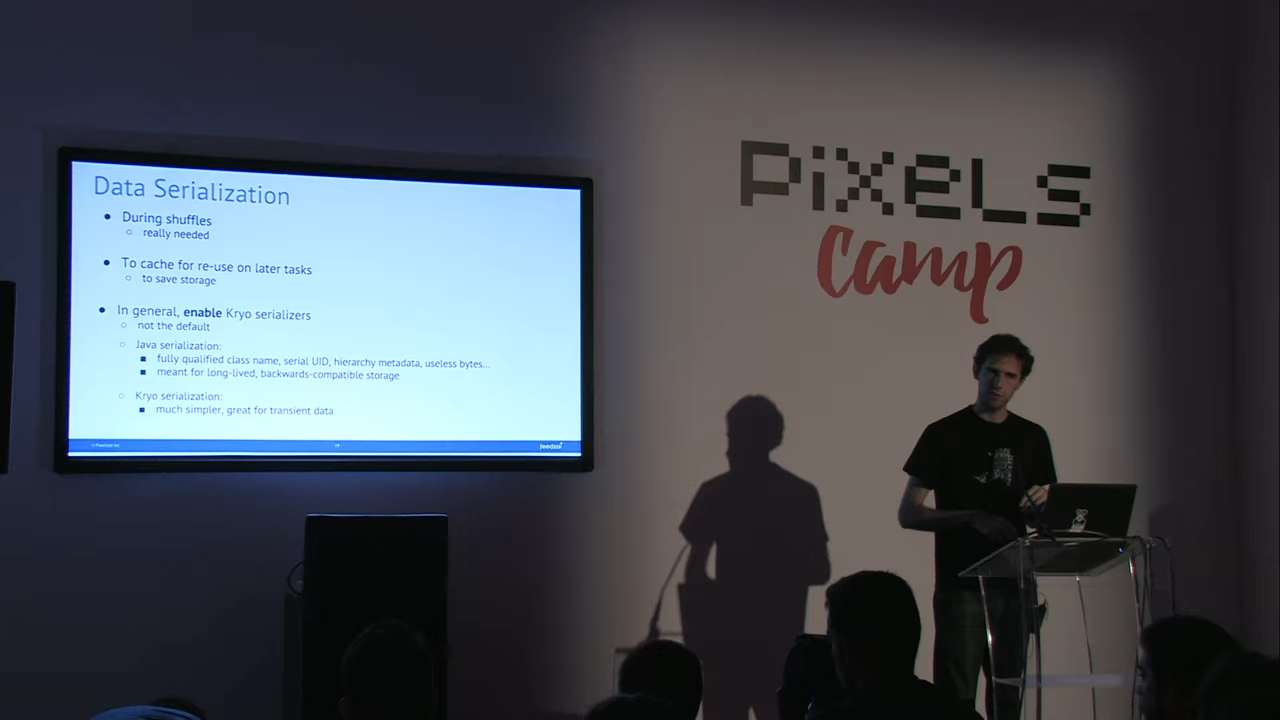 Data Serialization
• During shuffles
○ really needed
• To cache for re-use on later tasks
○ to save storage
• In general, enable Kryo serializers
○ not the default
○ Java serialization:
■ fully qualified class name, serial UID, hierarchy metadata, useless bytes...
■ meant for long-lived, backwards-compatible storage
○ Kryo serialization:
■ much simpler, great for transient data
feedzai
pixels
camp